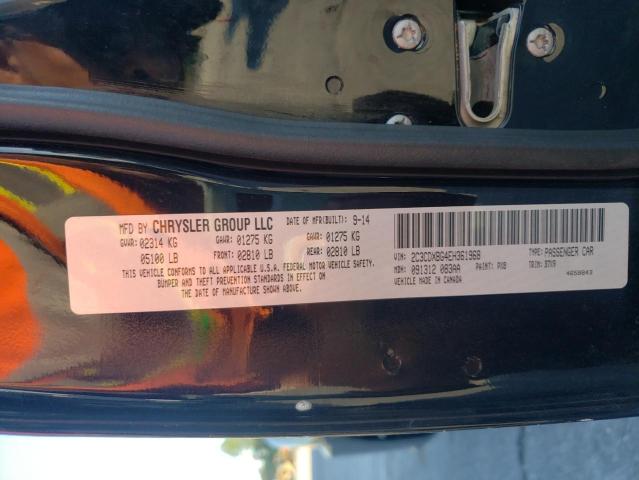 MFD BY CHRYSLER GROUP LLC DATE OF MFR(BUILT): 9-14
GVWR: 02314 KG GAWR: 01275 KG GAWR: 01275 KG
05100 LB FRONT: 02810 LB REAR: 02810 LB
THIS VEHICLE CONFORMS TO ALL APPLICABLE U.S.FEDERAL MOTOR VEHICLE SAFETY,
BUMPER AND THEFT PREVENTION STANDARDS IN EFFECT ON
THE DATE OF MANUFACTURE SHOWN ABOVE.
VIN: 2C3CDXBG4EH361968 TYPE: PASSENGER CAR
MDH: 091312 083AA PAINT: PX8 TRIM:
VEHICLE MADE IN CANADA 4658043